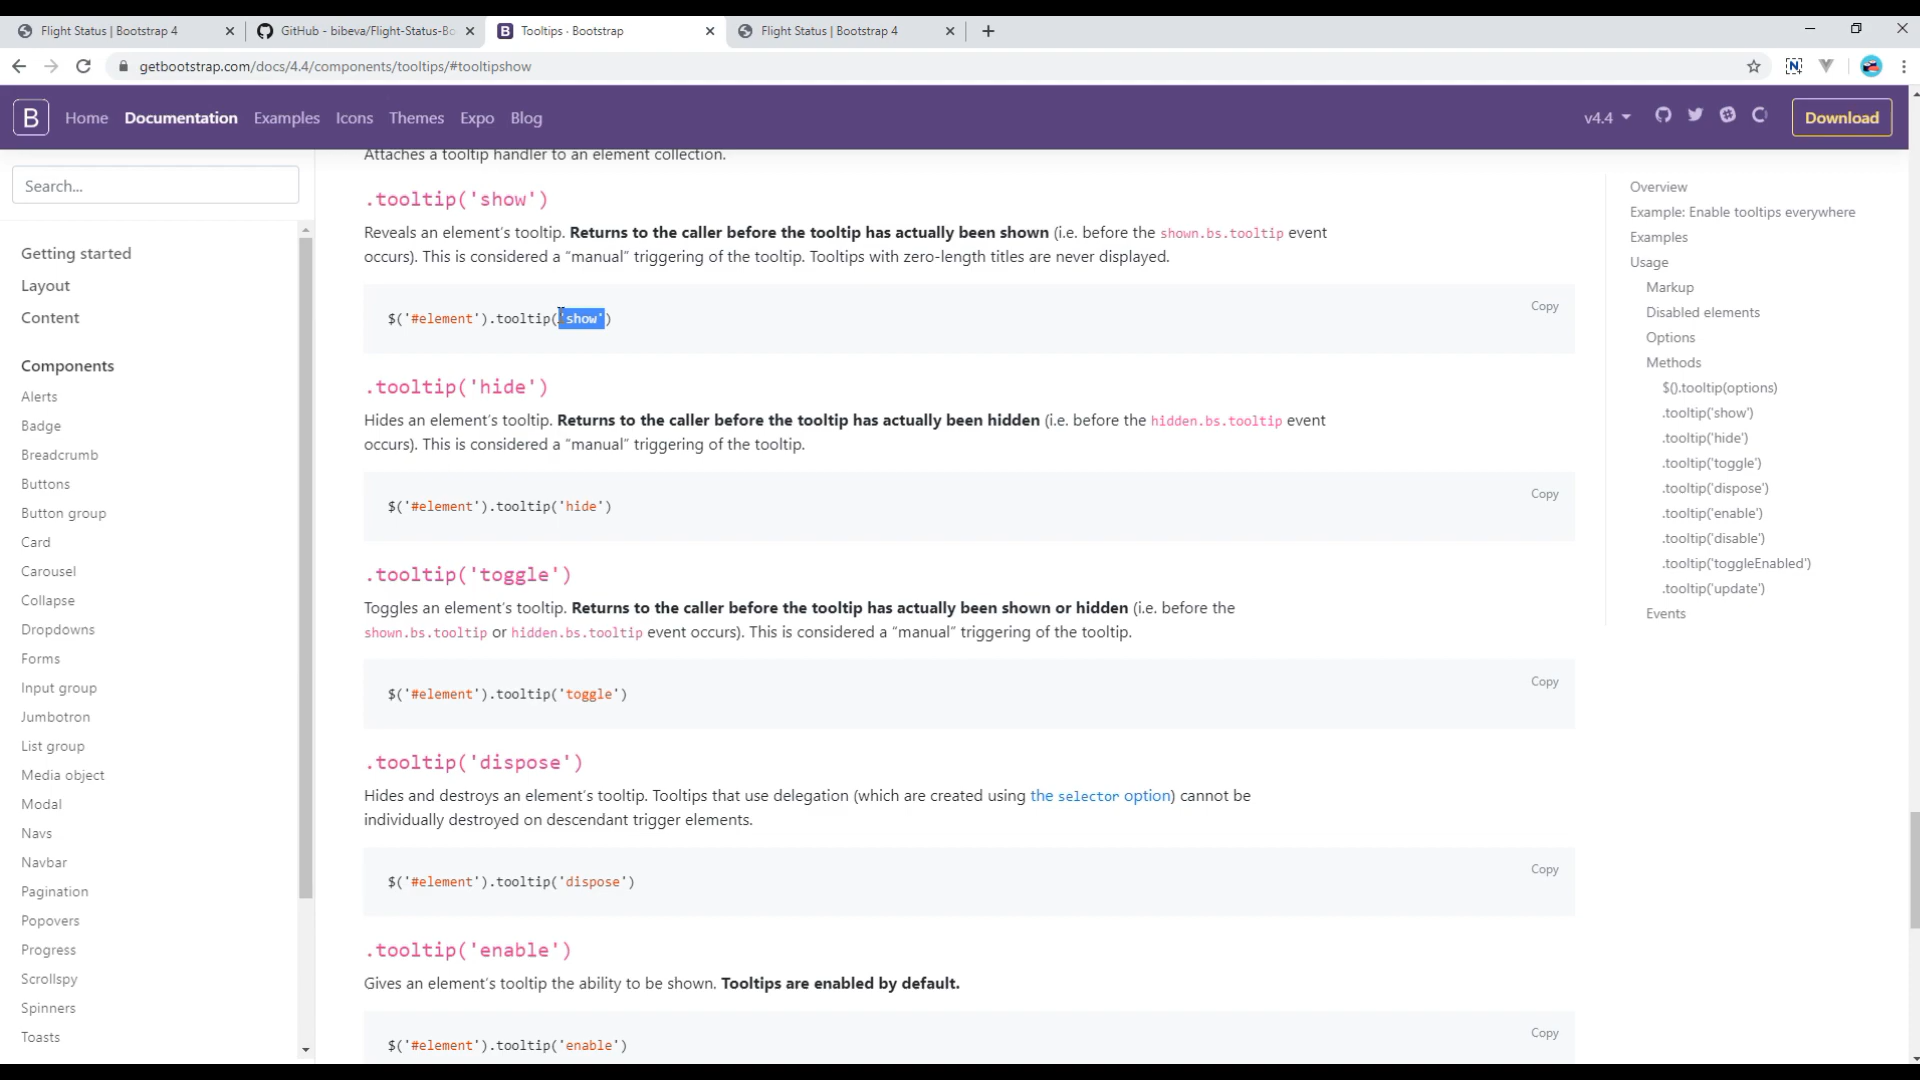 Flight Status | Bootstrap 4
GitHub - bibeva/Flight-Status-Bo
Tooltips · Bootstrap
Flight Status | Bootstrap 4
getbootstrap.com/docs/4.4/components/tooltips/#tooltipshow
B Home Documentation Examples Icons Themes Expo Blog v4.4 Download
Search...
Getting started
Layout
Content
Components
Alerts
Badge
Breadcrumb
Buttons
Button group
Card
Carousel
Collapse
Dropdowns
Forms
Input group
Jumbotron
List group
Media object
Modal
Navs
Navbar
Pagination
Popovers
Progress
Scrollspy
Spinners
Toasts
Attaches a tooltip handler to an element collection.
.tooltip('show')
Reveals an element’s tooltip. Returns to the caller before the tooltip has actually been shown (i.e. before the shown.bs.tooltip event
occurs). This is considered a “manual” triggering of the tooltip. Tooltips with zero-length titles are never displayed.
Copy
$('#element').tooltip('show')
.tooltip('hide')
Hides an element’s tooltip. Returns to the caller before the tooltip has actually been hidden (i.e. before the hidden.bs.tooltip event
occurs). This is considered a “manual” triggering of the tooltip.
Copy
$('#element').tooltip('hide')
.tooltip('toggle')
Toggles an element’s tooltip. Returns to the caller before the tooltip has actually been shown or hidden (i.e. before the
shown.bs.tooltip or hidden.bs.tooltip event occurs). This is considered a “manual” triggering of the tooltip.
Copy
$('#element').tooltip('toggle')
.tooltip('dispose')
Hides and destroys an element’s tooltip. Tooltips that use delegation (which are created using the selector option) cannot be
individually destroyed on descendant trigger elements.
Copy
$('#element').tooltip('dispose')
.tooltip('enable')
Gives an element’s tooltip the ability to be shown. Tooltips are enabled by default.
Copy
$('#element').tooltip('enable')
Overview
Example: Enable tooltips everywhere
Examples
Usage
Markup
Disabled elements
Options
Methods
$().tooltip(options)
.tooltip('show')
.tooltip('hide')
.tooltip('toggle')
.tooltip('dispose')
.tooltip('enable')
.tooltip('disable')
.tooltip('toggleEnabled')
.tooltip('update')
Events